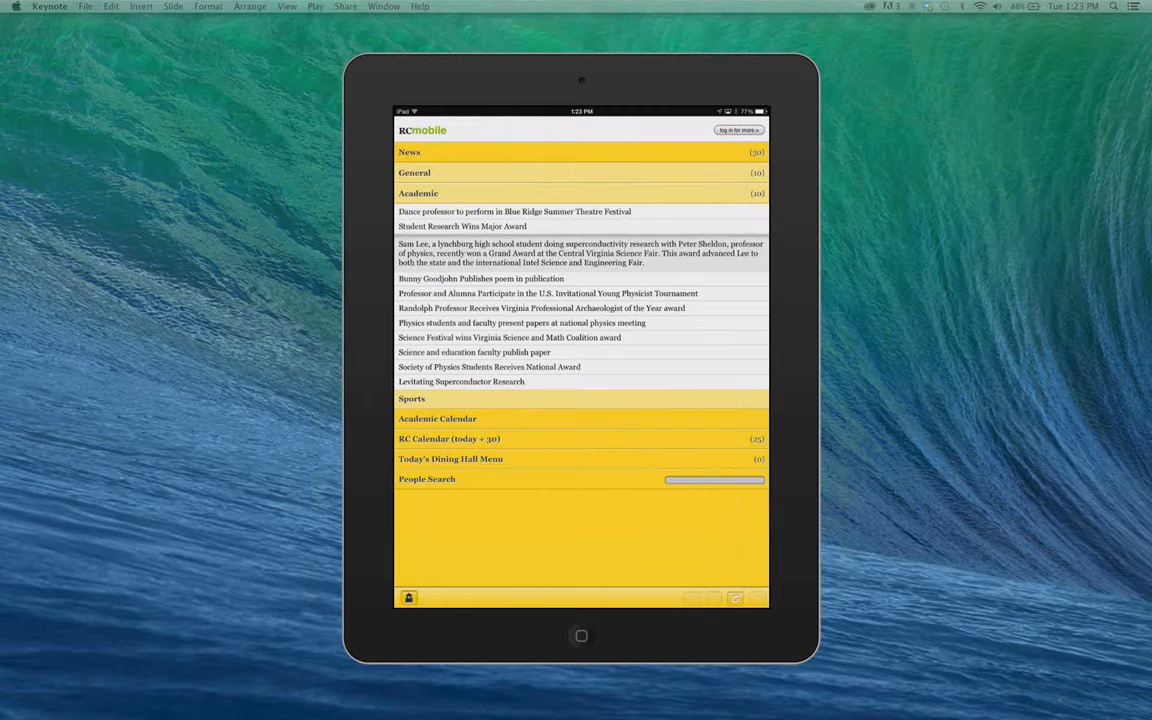 Keynote File Edit Insert Slide Format Arrange View Play Share Window Help 3 88% Tue 1:23 PM
iPad 1:23 PM 77%
RCmobile log in for more >
News (30)
General (10)
Academic (10)
Dance professor to perform in Blue Ridge Summer Theatre Festival
Student Research Wins Major Award
Sam Lee, a lynchburg high school student doing superconductivity research with Peter Sheldon, professor
of physics, recently won a Grand Award at the Central Virginia Science Fair. This award advanced Lee to
both the state and the international Intel Science and Engineering Fair.
Bunny Goodjohn Publishes poem in publication
Professor and Alumna Participate in the U.S. Invitational Young Physicist Tournament
Randolph Professor Receives Virginia Professional Archaeologist of the Year award
Physics students and faculty present papers at national physics meeting
Science Festival wins Virginia Science and Math Coalition award
Science and education faculty publish paper
Society of Physics Students Receives National Award
Levitating Superconductor Research
Sports
Academic Calendar
RC Calendar (today + 30) (25)
Today's Dining Hall Menu (0)
People Search